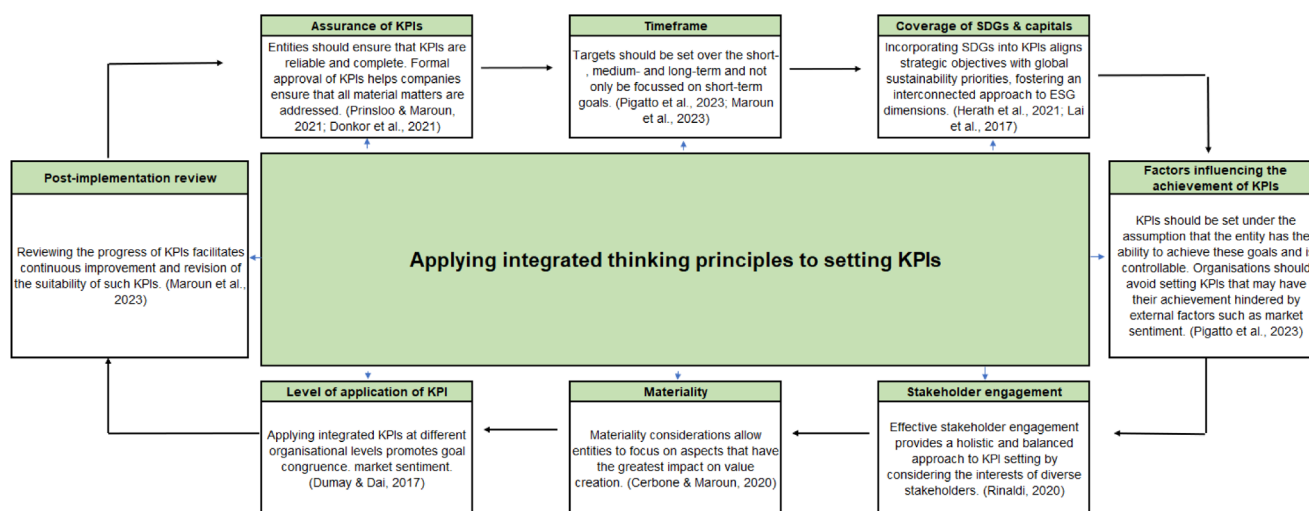 Assurance of KPIs
Entities should ensure that KPIs are
reliable and complete. Formal
approval of KPIs helps companies
ensure that all material matters are
addressed. (Prinsloo & Maroun,
2021; Donkor et al., 2021)
Timeframe
Targets should be set over the short-
, medium- and long-term and not
only be focussed on short-term
goals. (Pigatto et al., 2023; Maroun
et al., 2023)
Coverage of SDGs & capitals
Incorporating SDGs into KPIs aligns
strategic objectives with global
sustainability priorities, fostering an
interconnected approach to ESG
dimensions. (Herath et al., 2021; Lai
et al., 2017)
Factors influencing the
achievement of KPIs
KPIs should be set under the
assumption that the entity has the
ability to achieve these goals and i
controllable. Organisations should
avoid setting KPIs that may have
their achievement hindered by
external factors such as market
sentiment. (Pigatto et al., 2023)
Stakeholder engagement
Effective stakeholder engagement
provides a holistic and balanced
approach to KPI setting by
considering the interests of diverse
stakeholders. (Rinaldi, 2020)
Materiality
Materiality considerations allow
entities to focus on aspects that have
the greatest impact on value
creation. (Cerbone & Maroun, 2020)
Level of application of KPI
Applying integrated KPIs at different
organisational levels promotes goal
congruence. market sentiment.
(Dumay & Dai, 2017)
Post-implementation review
Reviewing the progress of KPIs facilitates
continuous improvement and revision of
the suitability of such KPIs. (Maroun et al.,
2023)
Applying integrated thinking principles to setting KPIs